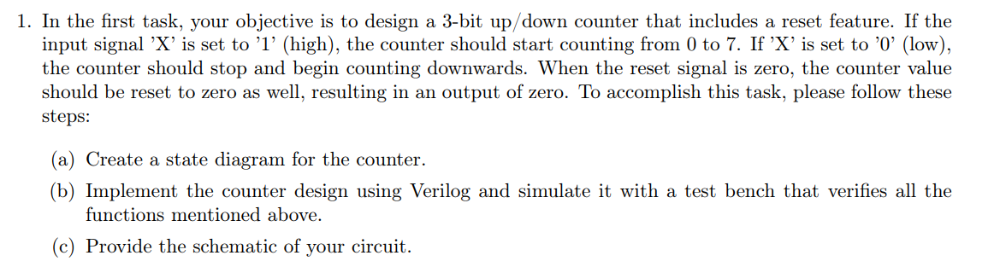 1. In the first task, your objective is to design a 3-bit up/down counter that includes a reset feature. If the
input signal 'X' is set to '1' (high), the counter should start counting from 0 to 7. If 'X' is set to '0' (low),
the counter should stop and begin counting downwards. When the reset signal is zero, the counter value
should be reset to zero as well, resulting in an output of zero. To accomplish this task, please follow these
steps:
(a) Create a state diagram for the counter.
(b) Implement the counter design using Verilog and simulate it with a test bench that verifies all the
functions mentioned above.
(c) Provide the schematic of your circuit.